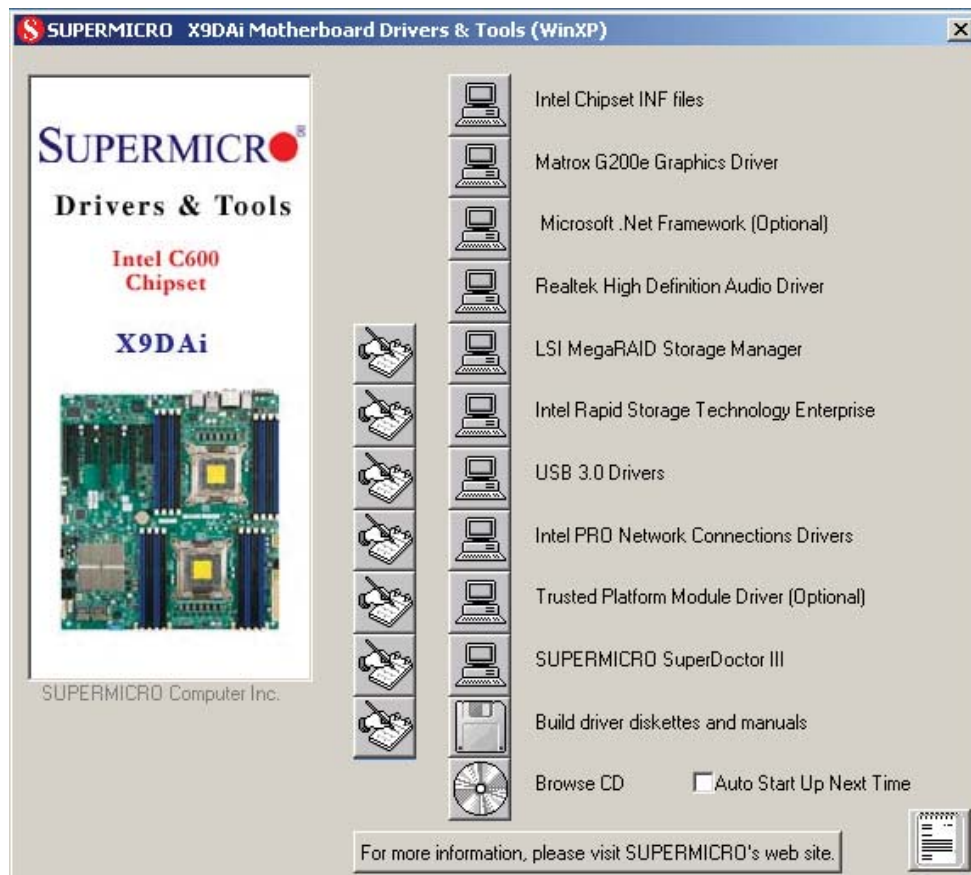 SUPERMICRO X9DAi Motherboard Drivers & Tools (WinXP)
SUPERMICRO®
Drivers & Tools
Intel C600
Chipset
X9DAi
SUPERMICRO Computer Inc.
Intel Chipset INF files
Matrox G200e Graphics Driver
Microsoft .Net Framework (Optional)
Realtek High Definition Audio Driver
LSI MegaRAID Storage Manager
Intel Rapid Storage Technology Enterprise
USB 3.0 Drivers
Intel PRO Network Connections Drivers
Trusted Platform Module Driver (Optional)
SUPERMICRO SuperDoctor III
Build driver diskettes and manuals
Browse CD
Auto Start Up Next Time
For more information, please visit SUPERMICRO's web site.